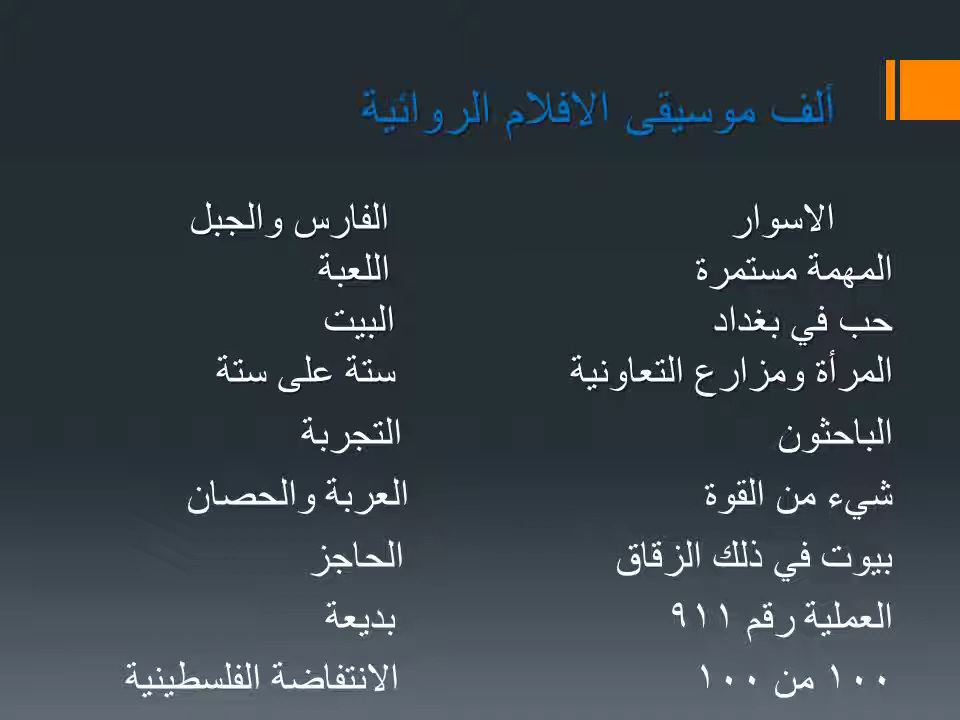 ألف موسيقى الافلام الروائية
الاسوار الفارس والجبل
المهمة مستمرة اللعبة
حب في بغداد البيت
المرأة ومزارع التعاونية ستة على ستة
الباحثون التجربة
شيء من القوة العربة والحصان
بيوت في ذلك الزقاق الحاجز
العملية رقم ٩١١ بديعة
١٠٠ من ١٠٠ الانتفاضة الفلسطينية